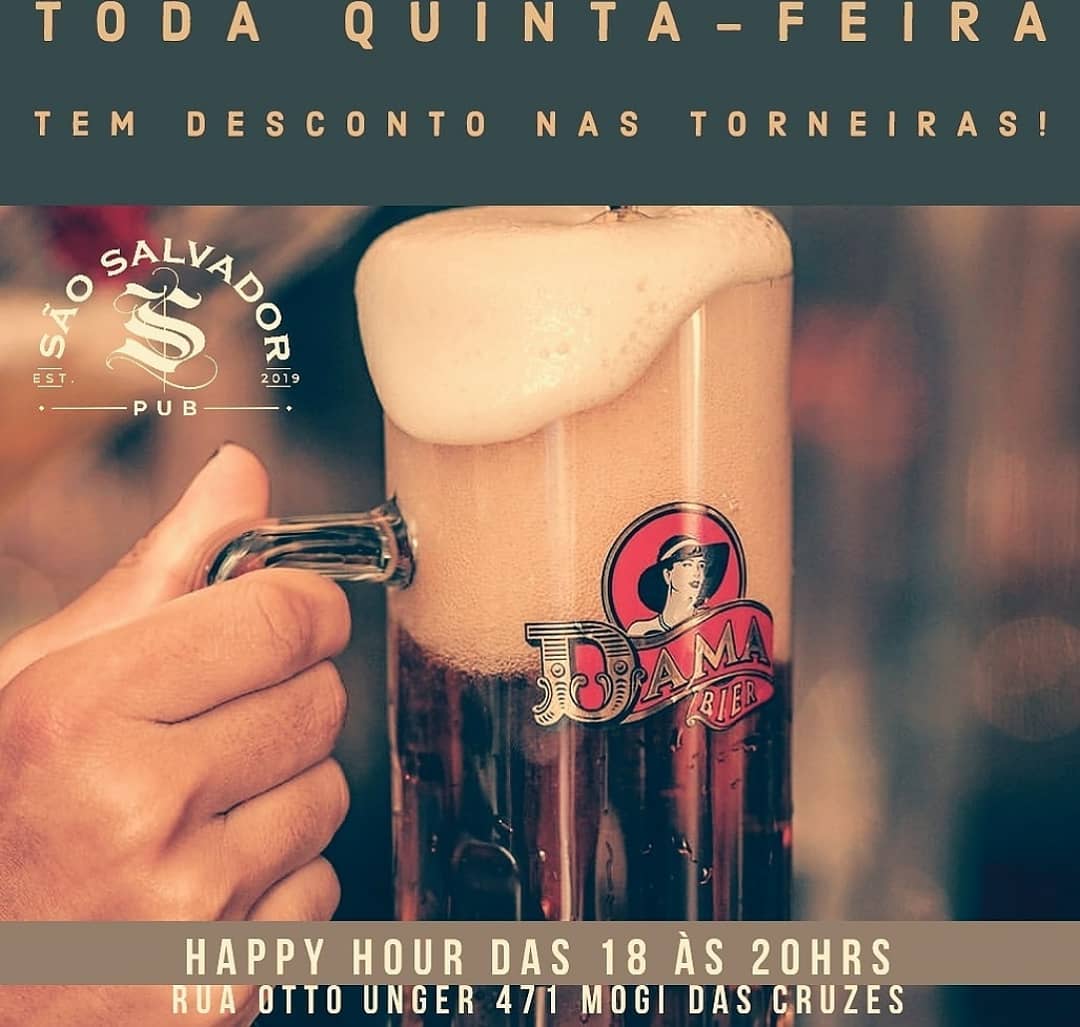 TODA QUINTA-FEIRA
TEM DESCONTO NAS TORNEIRAS!
SÃO SALVADOR
S
EST. 2019
PUB
DAMA
BIER
HAPPY HOUR DAS 18 ÀS 20HRS
RUA OTTO UNGER 471 MOGI DAS CRUZES